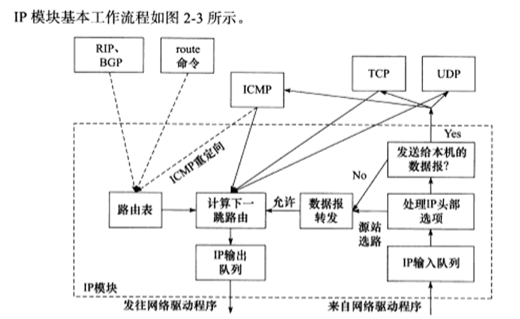 IP 模块基本工作流程如图 2-3 所示。
RIP、
BGP
route
命令
ICMP
TCP
UDP
ICMP重定向
Yes
No
发送给本机的
数据报?
路由表
计算下一
跳路由
允许
数据报
转发
源站
选路
处理IP头部
选项
IP输出
队列
IP输入队列
IP模块
发往网络驱动程序
来自网络驱动程序